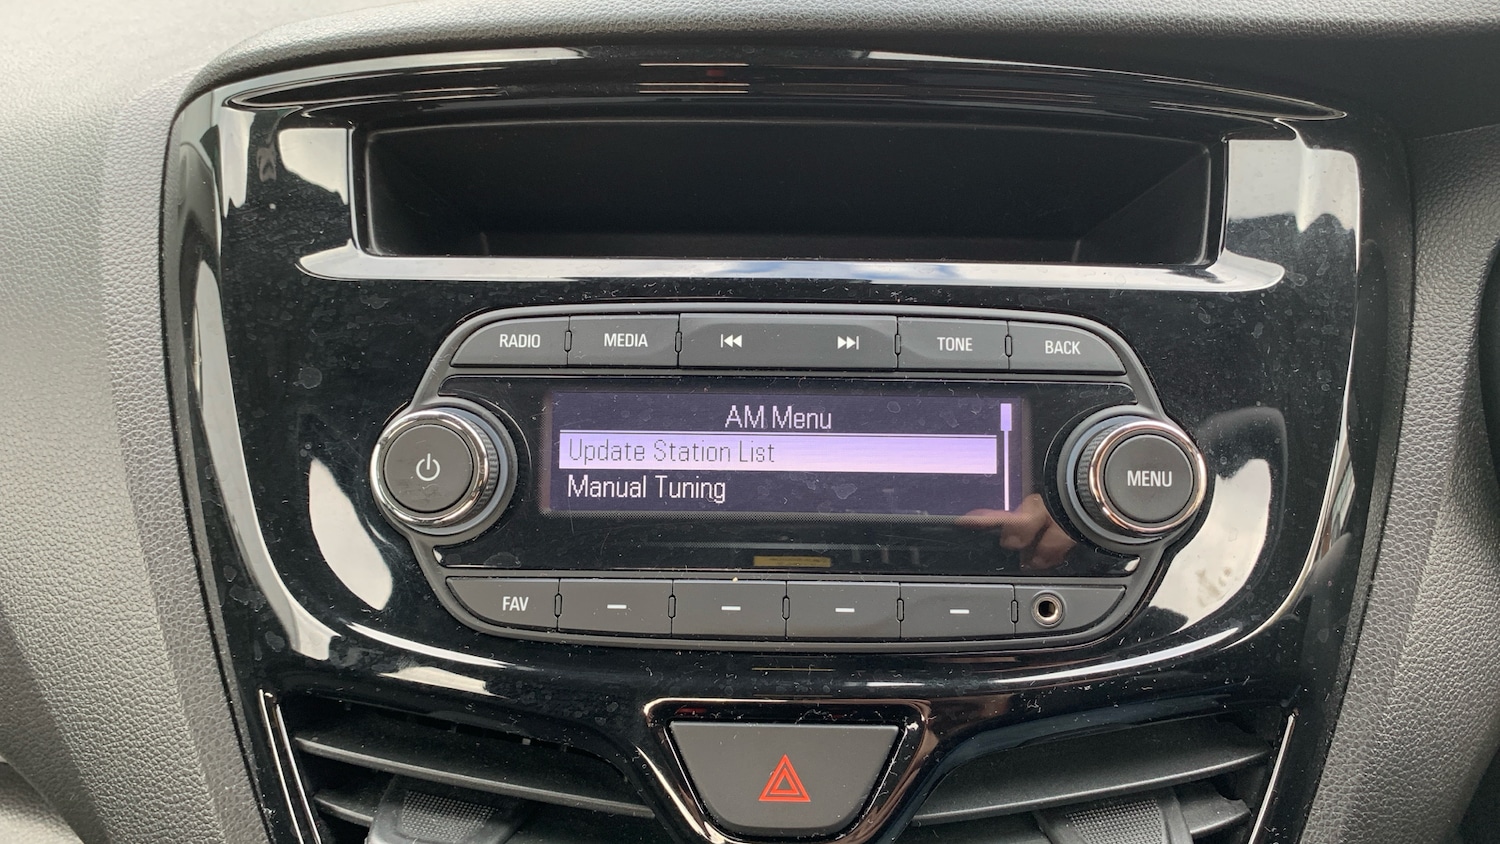 RADIO MEDIA TONE BACK
AM Menu
Update Station List
Manual Tuning
MENU
FAV